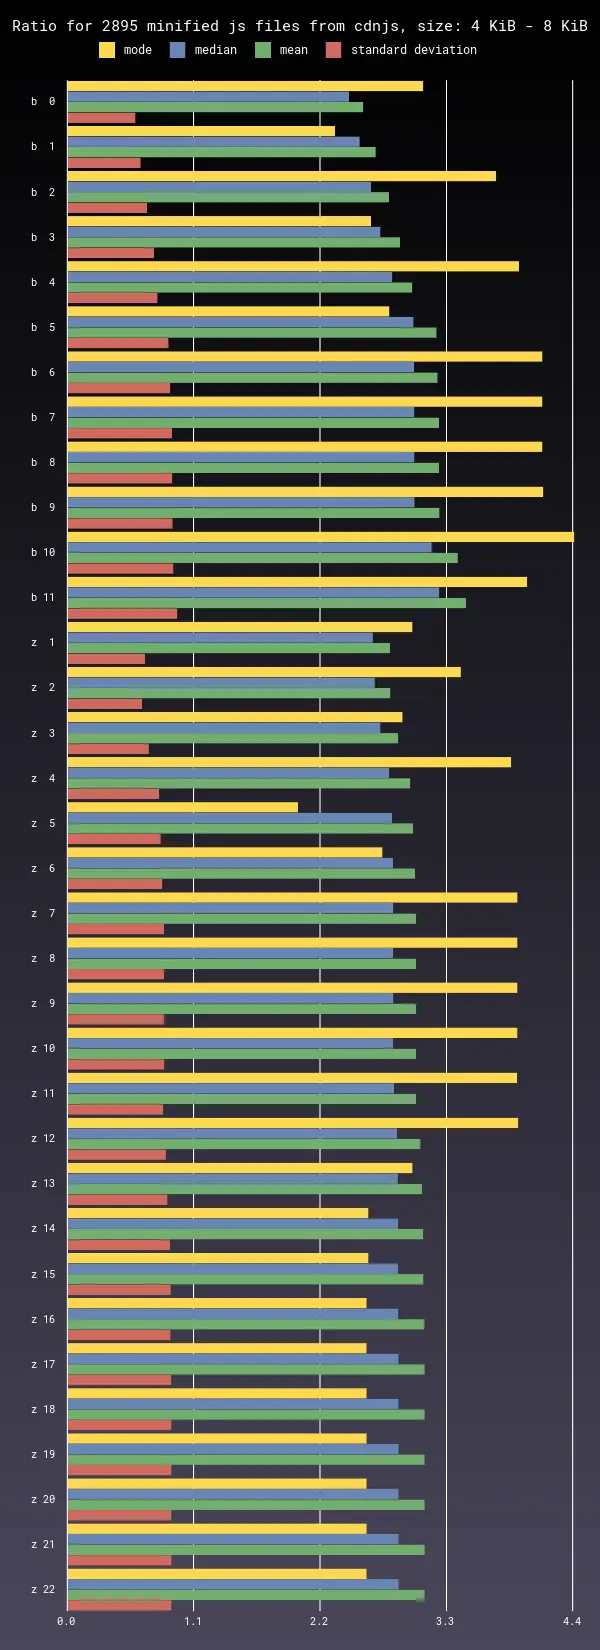 Ratio for 2895 minified js files from cdnjs, size: 4 KiB - 8 KiB
mode median mean standard deviation
b 0
b 1
b 2
b 3
b 4
b 5
b 6
b 7
b 8
b 9
b 10
b 11
z 1
z 2
z 3
z 4
z 5
z 6
z 7
z 8
z 9
z 10
z 11
z 12
z 13
z 14
z 15
z 16
z 17
z 18
z 19
z 20
z 21
z 22
0.0 1.1 2.2 3.3 4.4